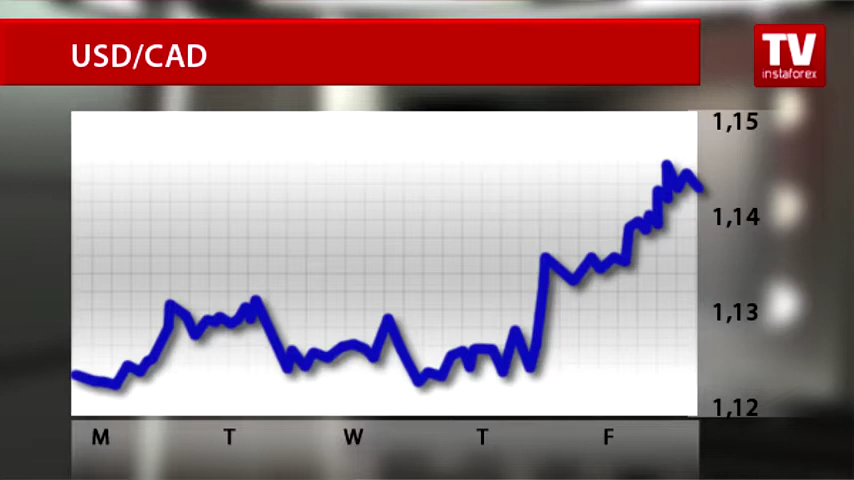 USD/CAD
TV
instaforex
1,15
1,14
1,13
1,12
M T W T F